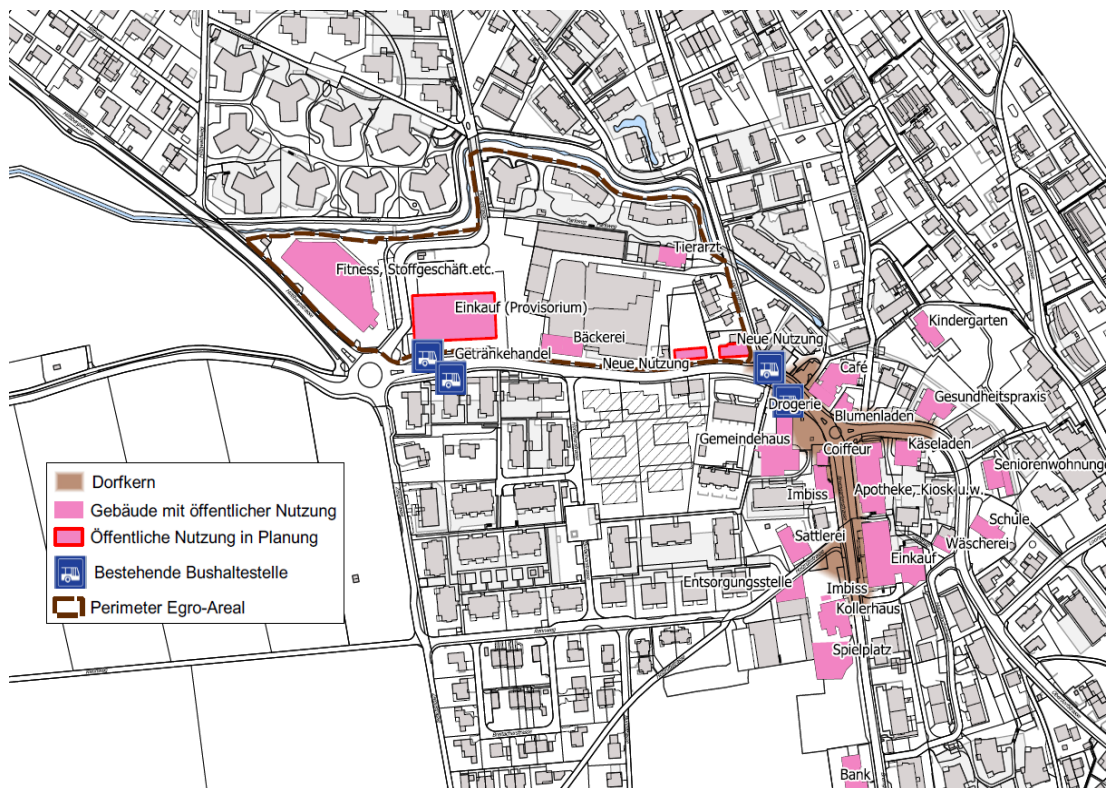 Tierarzt
Fitness, Stoffgeschäft.etc.
Einkauf (Provisorium)
Kindergarten
Bäckerei
Neue Nutzung
Getränkehandel
Neue Nutzung
Café
Drogerie
Gesundheitspraxis
Blumenladen
Gemeindehaus
Coiffeur
Käseladen
Seniorenwohnunge
Dorfkern
Imbiss
Apotheke, Kiosk u.w.
Gebäude mit öffentlicher Nutzung
Öffentliche Nutzung in Planung
Schule
Sattlerei
Wäscherei
Bestehende Bushaltestelle
Einkauf
Entsorgungsstelle
Imbiss
Perimeter Egro-Areal
Kollerhaus
Spielplatz
Bank